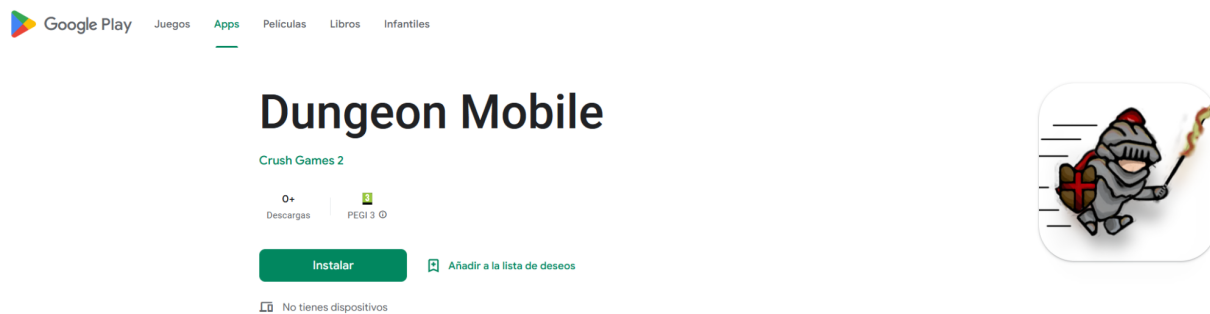 Google Play Juegos Apps Películas Libros Infantiles
Dungeon Mobile
Crush Games 2
0+ 3
Descargas PEGI 3
Instalar Añadir a la lista de deseos
No tienes dispositivos